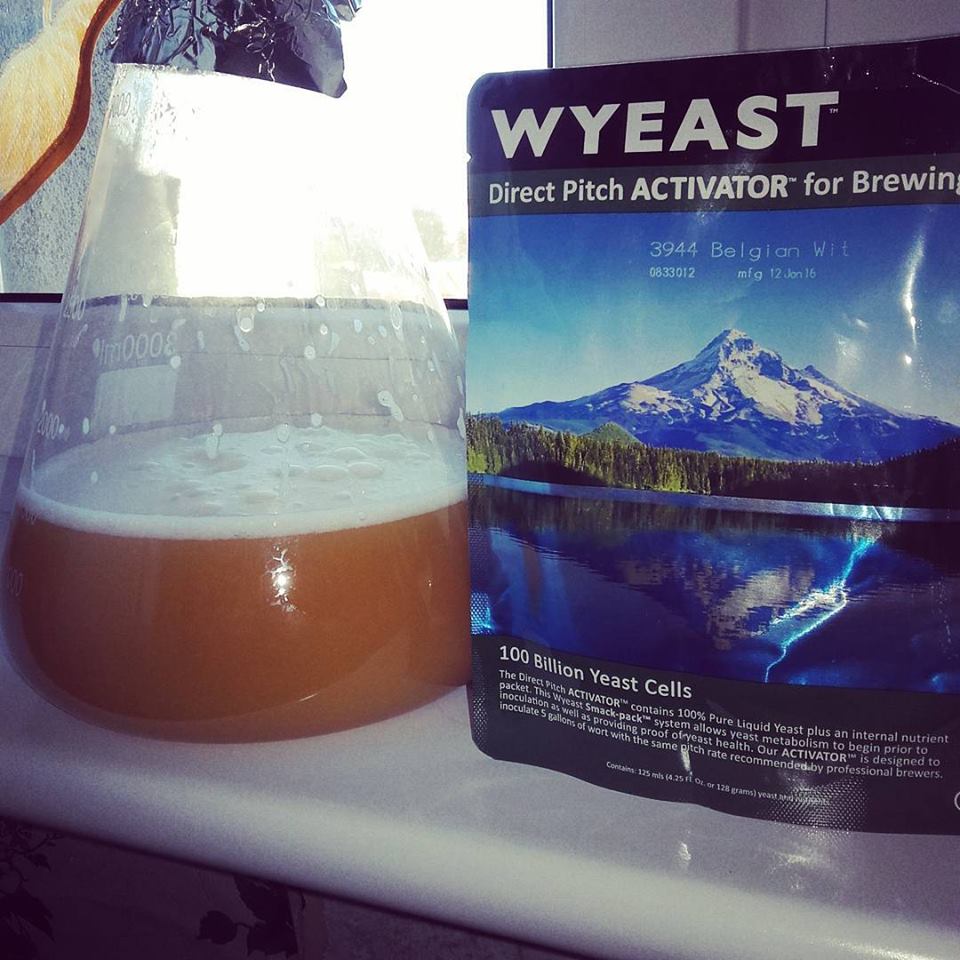 WYEAST™
Direct Pitch ACTIVATOR™ for Brewing
3944 Belgian Wit
0833012 mfg 12 Jan 16
3000ml
2000
100 Billion Yeast Cells
The Direct Pitch ACTIVATOR™ contains 100% Pure Liquid Yeast plus an internal nutrient
packet. This Wyeast Smack-pack™ system allows yeast metabolism to begin prior to
inoculation as well as providing proof of yeast health. Our ACTIVATOR™ is designed to
inoculate 5 gallons of wort with the same pitch rate recommended by professional brewers.
Contains: 125 mls (4.25 Fl. Oz. or 128 grams) yeast and nutrient.